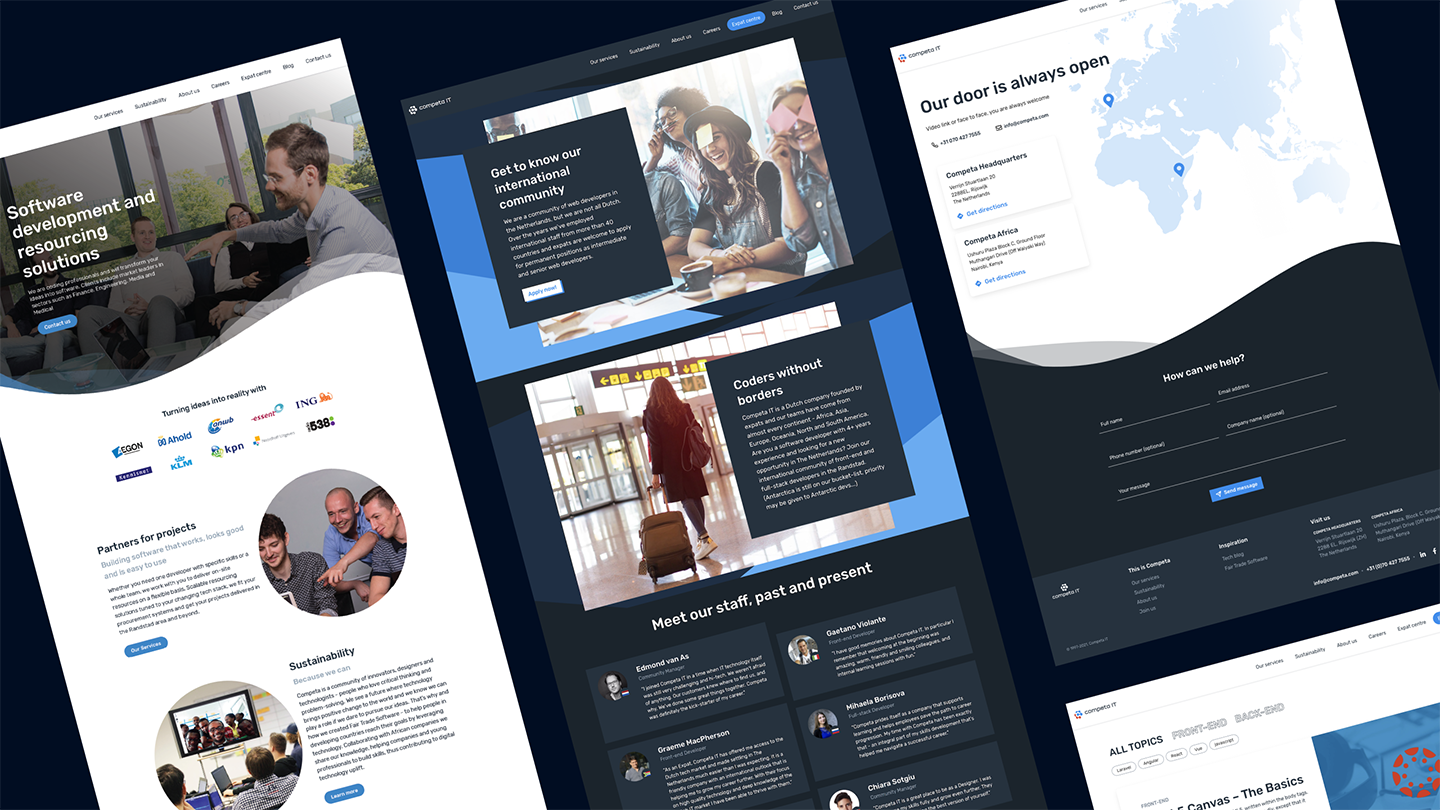 Our services
Sustainability
About us
Careers
Expat centre
Blog
Contact us
Software
development and
resourcing
solutions
We are coding professionals and will transform your
ideas into software. Clients include market leaders in
sectors such as Finance, Engineering, Media and
Medical
Contact us
Turning ideas into reality with
AEGON
Ahold
anwb
essent
ING
Kennisnet
KLM
kpn
538
Partners for projects
Building software that works, looks good
and is easy to use
Whether you need one developer with specific skills or a
whole team, we work with you to deliver on-site
resources on a flexible basis. Scalable resourcing
solutions tuned to your changing tech stack, we fit your
procurement systems and get your projects delivered in
the Randstad area and beyond.
Our Services
Sustainability
Because we can
Competa is a community of innovators, designers and
technologists - people who love critical thinking and
problem-solving. We see a future where technology
brings positive change to the world and we know we can
play a role if we dare to pursue our ideas. That's why and
how we created Fair Trade Software - to help people in
developing countries reach their goals by leveraging
technology. Collaborating with African companies we
share our knowledge, helping companies and young
professionals to build skills, thus contributing to digital
technology uplift.
Learn more
competa IT
Our services
Sustainability
About us
Careers
Expat centre
Blog
Contact us
Get to know our
international
community
We are a community of web developers in
the Netherlands, but we are not all Dutch.
Over the years we've employed
international staff from more than 40
countries and expats are welcome to apply
for permanent positions as intermediate
and senior web developers.
Apply now!
Coders without
borders
Competa IT is a Dutch company founded by
expats and our teams have come from
almost every continent - Africa, Asia,
Europe, Oceania, North and South America.
Are you a software developer with 4+ years
experience and looking for a new
opportunity in The Netherlands? Join our
international community of front-end and
full-stack developers in the Randstad.
(Antarctica is still on our bucket-list, priority
may be given to Antarctic devs...)
Meet our staff, past and present
Edmond van As
Community Manager
"I joined Competa IT in a time when IT technology itself
was still very challenging and hi-tech. We weren't afraid
of anything. Our customers knew where to find us, and
why. We've done some great things together. Competa
was definitely the kick-starter of my career."
Gaetano Violante
Front-end Developer
"I have good memories about Competa IT. In particular I
remember that working at the beginning was
amazing, warm, friendly and smiling colleagues, and
internal learning sessions with fun."
Graeme MacPherson
Front-end Developer
"As an Expat, Competa IT has offered me access to the
Dutch tech market and made settling in The
Netherlands much easier than I was expecting, it is a
friendly company with an international outlook that is
helping me to grow my career further. With their focus
on high quality technology and deep knowledge of the
IT market I have been able to thrive with them."
Mihaela Borisova
Full-stack Developer
"Competa prides itself as a company that supports
learning and helps employees pave the path to career
progression. My time with Competa has been exactly
that - an integral part of my skills development that's
helped me navigate a successful career."
Chiara Sotgiu
Community Manager
"Competa IT is a great place to be as a Designer. I was
competa IT
Our services
Our door is always open
Video link or face to face, you are always welcome
+31 070 427 7555
info@competa.com
Competa Headquarters
Verrijn Stuartlaan 20
2288EL, Rijswijk
The Netherlands
Get directions
Competa Africa
Ushuru Plaza Block C, Ground Floor
Muthangari Drive (Off Waiyaki Way)
Nairobi, Kenya
Get directions
How can we help?
Full name
Email address
Phone number (optional)
Company name (optional)
Your message
Send message
competa IT
This is Competa
Our services
Sustainability
About us
Join us
Inspiration
Tech blog
Fair Trade Software
Visit us
COMPETA HEADQUARTERS
Verrijn Stuartlaan 20
2288 EL, Rijswijk (ZH)
The Netherlands
COMPETA AFRICA
Ushuru Plaza, Block C, Ground
Muthangari Drive (Off Waiyaki
Nairobi, Kenya
info@competa.com - +31 (0)70 427 7555
© 1997-2021, Competa IT
competa IT
Our services
Sustainability
About us
Careers
Expat centre
ALL TOPICS
FRONT-END
BACK-END
Laravel
Angular
React
Vue
Javascript
FRONT-END
5 Canvas - The Basics